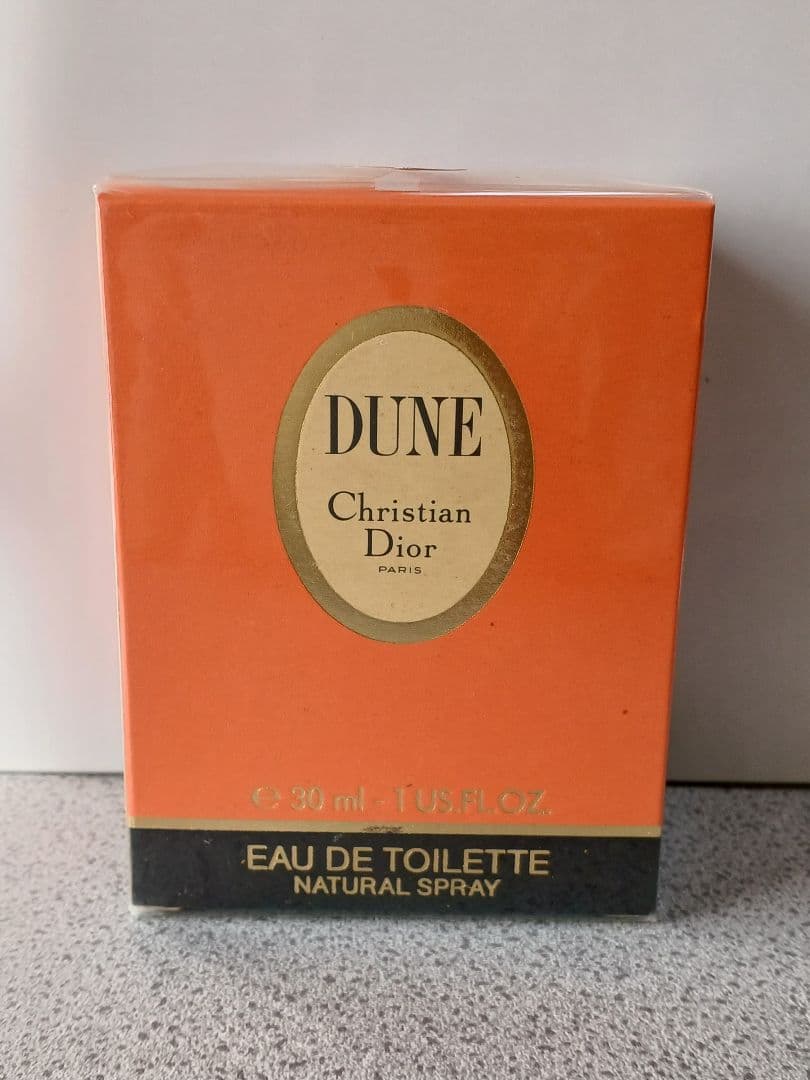 DUNE
Christian
Dior
PARIS
℮ 30 ml - 1 US.FL.OZ.
EAU DE TOILETTE
NATURAL SPRAY